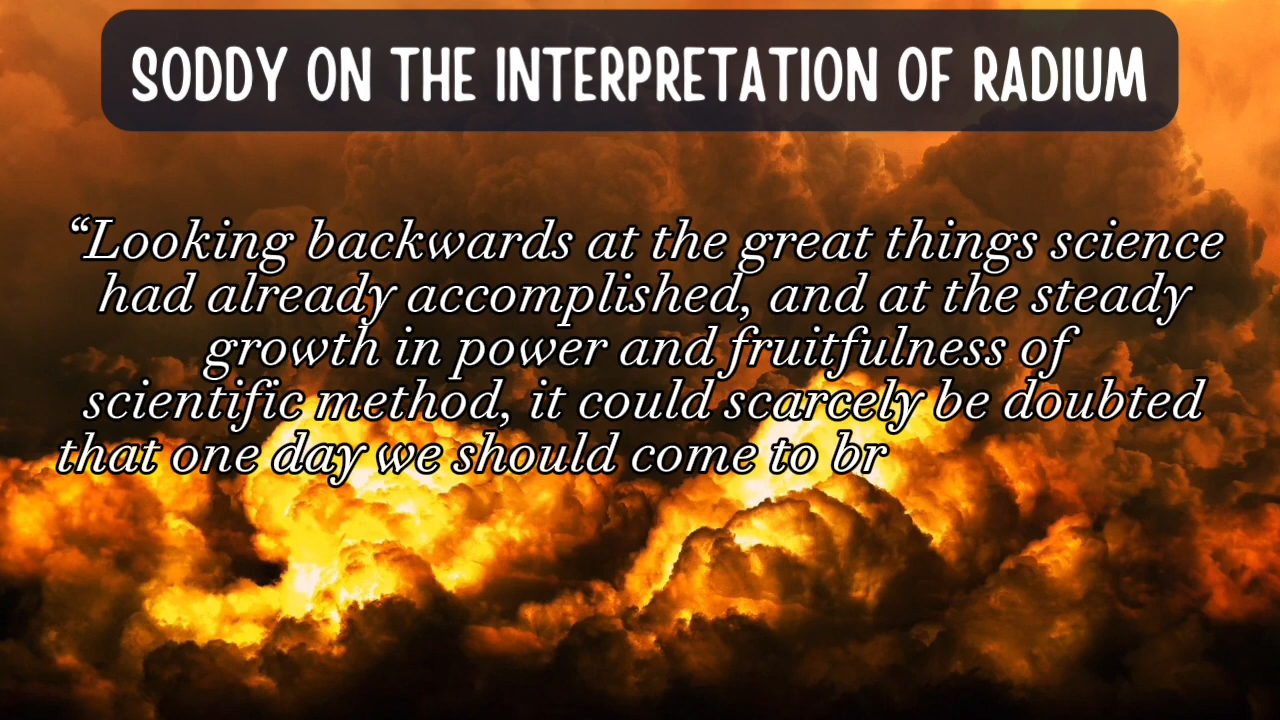 SODDY ON THE INTERPRETATION OF RADIUM
“Looking backwards at the great things science
had already accomplished, and at the steady
growth in power and fruitfulness of
scientific method, it could scarcely be doubted
that one day we should come to br